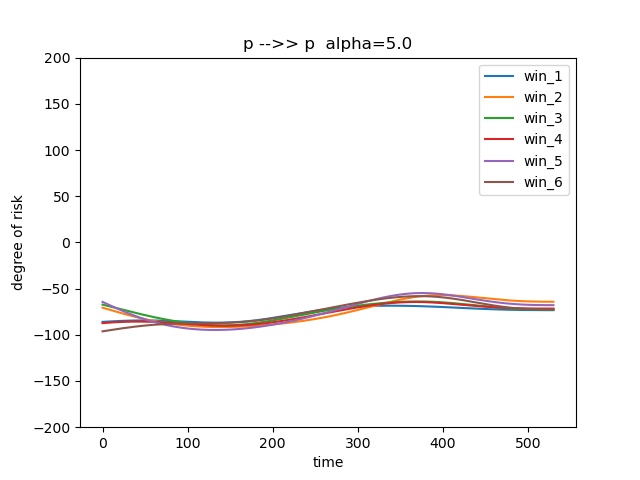 p -->> p  alpha=5.0
200
150
100
50
0
−50
−100
−150
−200
degree of risk
win_1
win_2
win_3
win_4
win_5
win_6
0 100 200 300 400 500
time